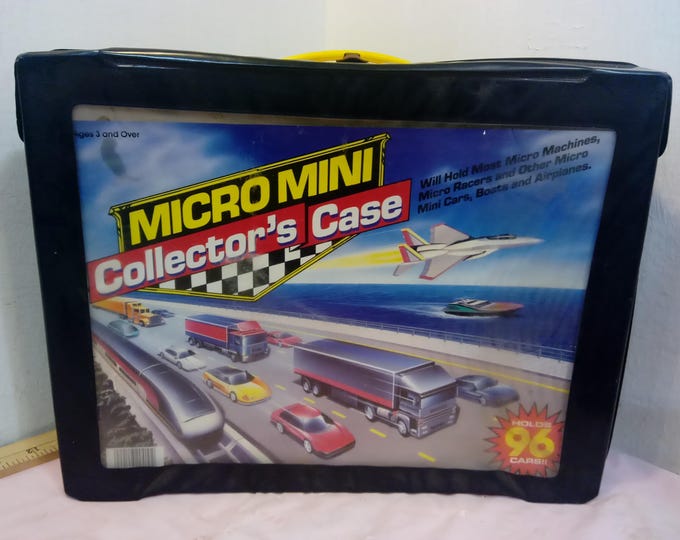 Ages 3 and Over
MICRO MINI
Collector's Case
Will Hold Most Micro Machines,
Micro Racers and Other Micro
Mini Cars, Boats and Airplanes.
HOLDS
96
CARS!!